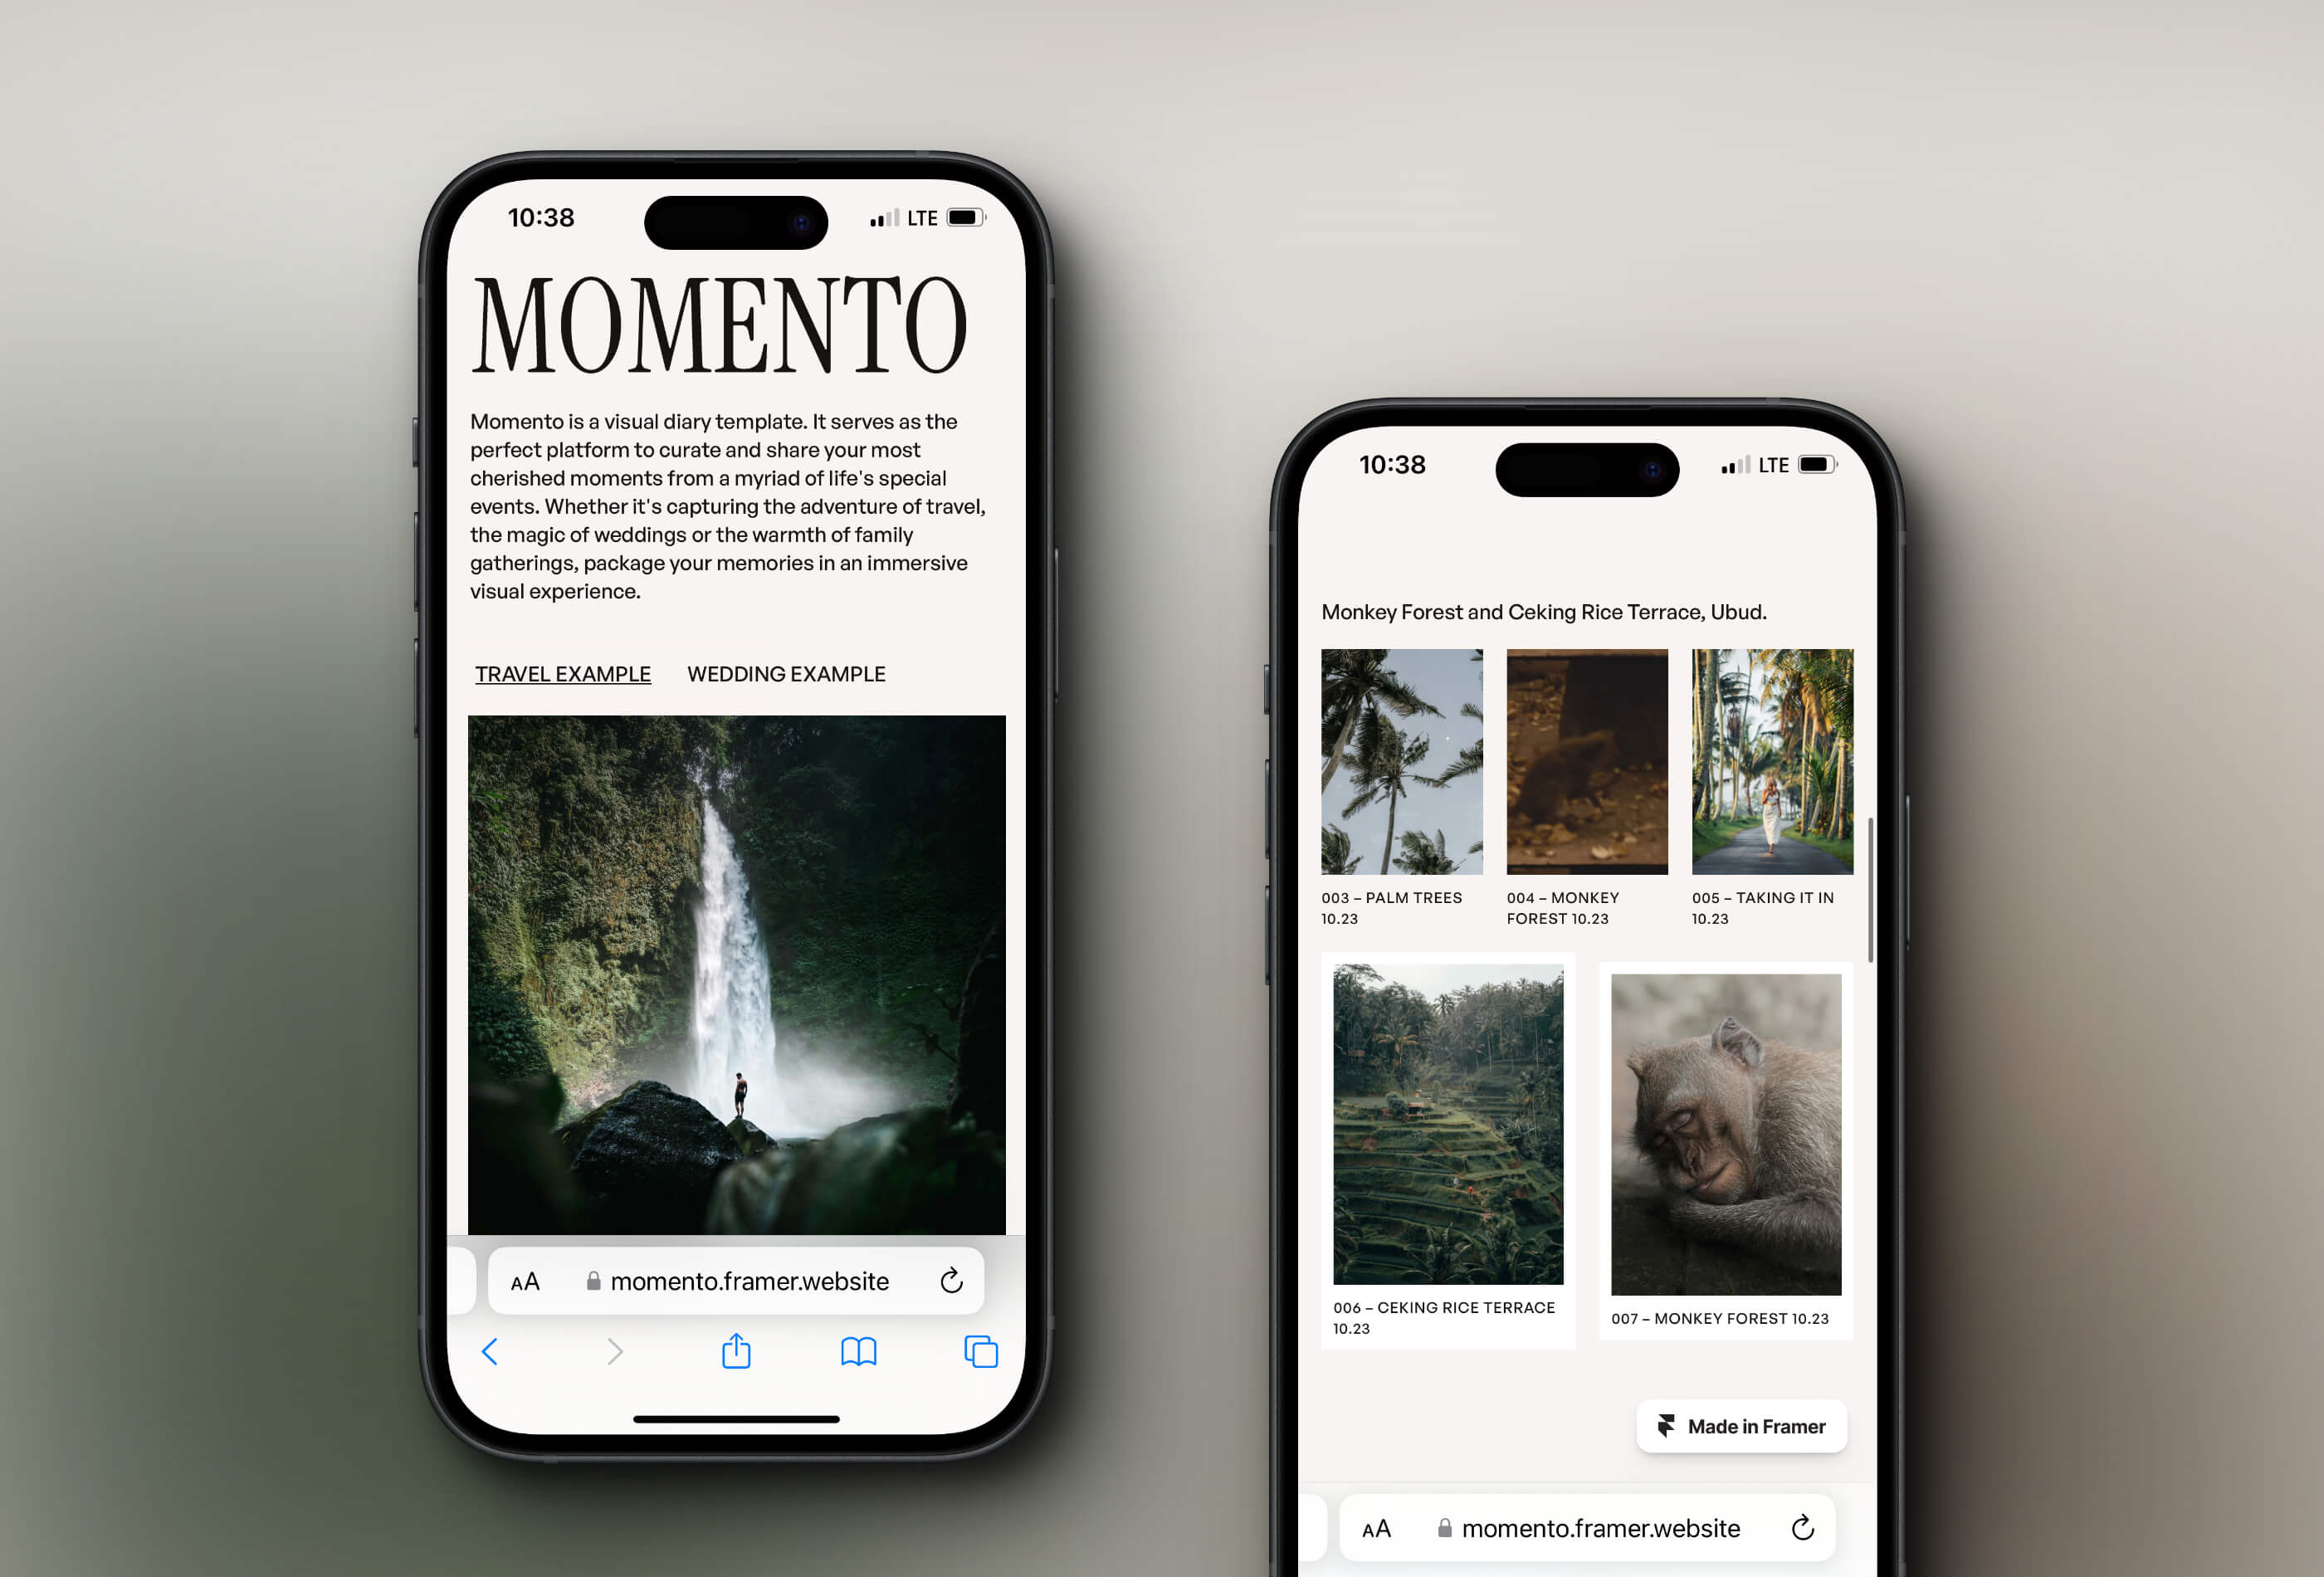 10:38
LTE
MOMENTO
Momento is a visual diary template. It serves as the
perfect platform to curate and share your most
cherished moments from a myriad of life's special
events. Whether it's capturing the adventure of travel,
the magic of weddings or the warmth of family
gatherings, package your memories in an immersive
visual experience.
TRAVEL EXAMPLE
WEDDING EXAMPLE
AA
momento.framer.website
10:38
LTE
Monkey Forest and Ceking Rice Terrace, Ubud.
003 – PALM TREES
10.23
004 – MONKEY
FOREST 10.23
005 – TAKING IT IN
10.23
006 – CEKING RICE TERRACE
10.23
007 – MONKEY FOREST 10.23
Made in Framer
AA
momento.framer.website